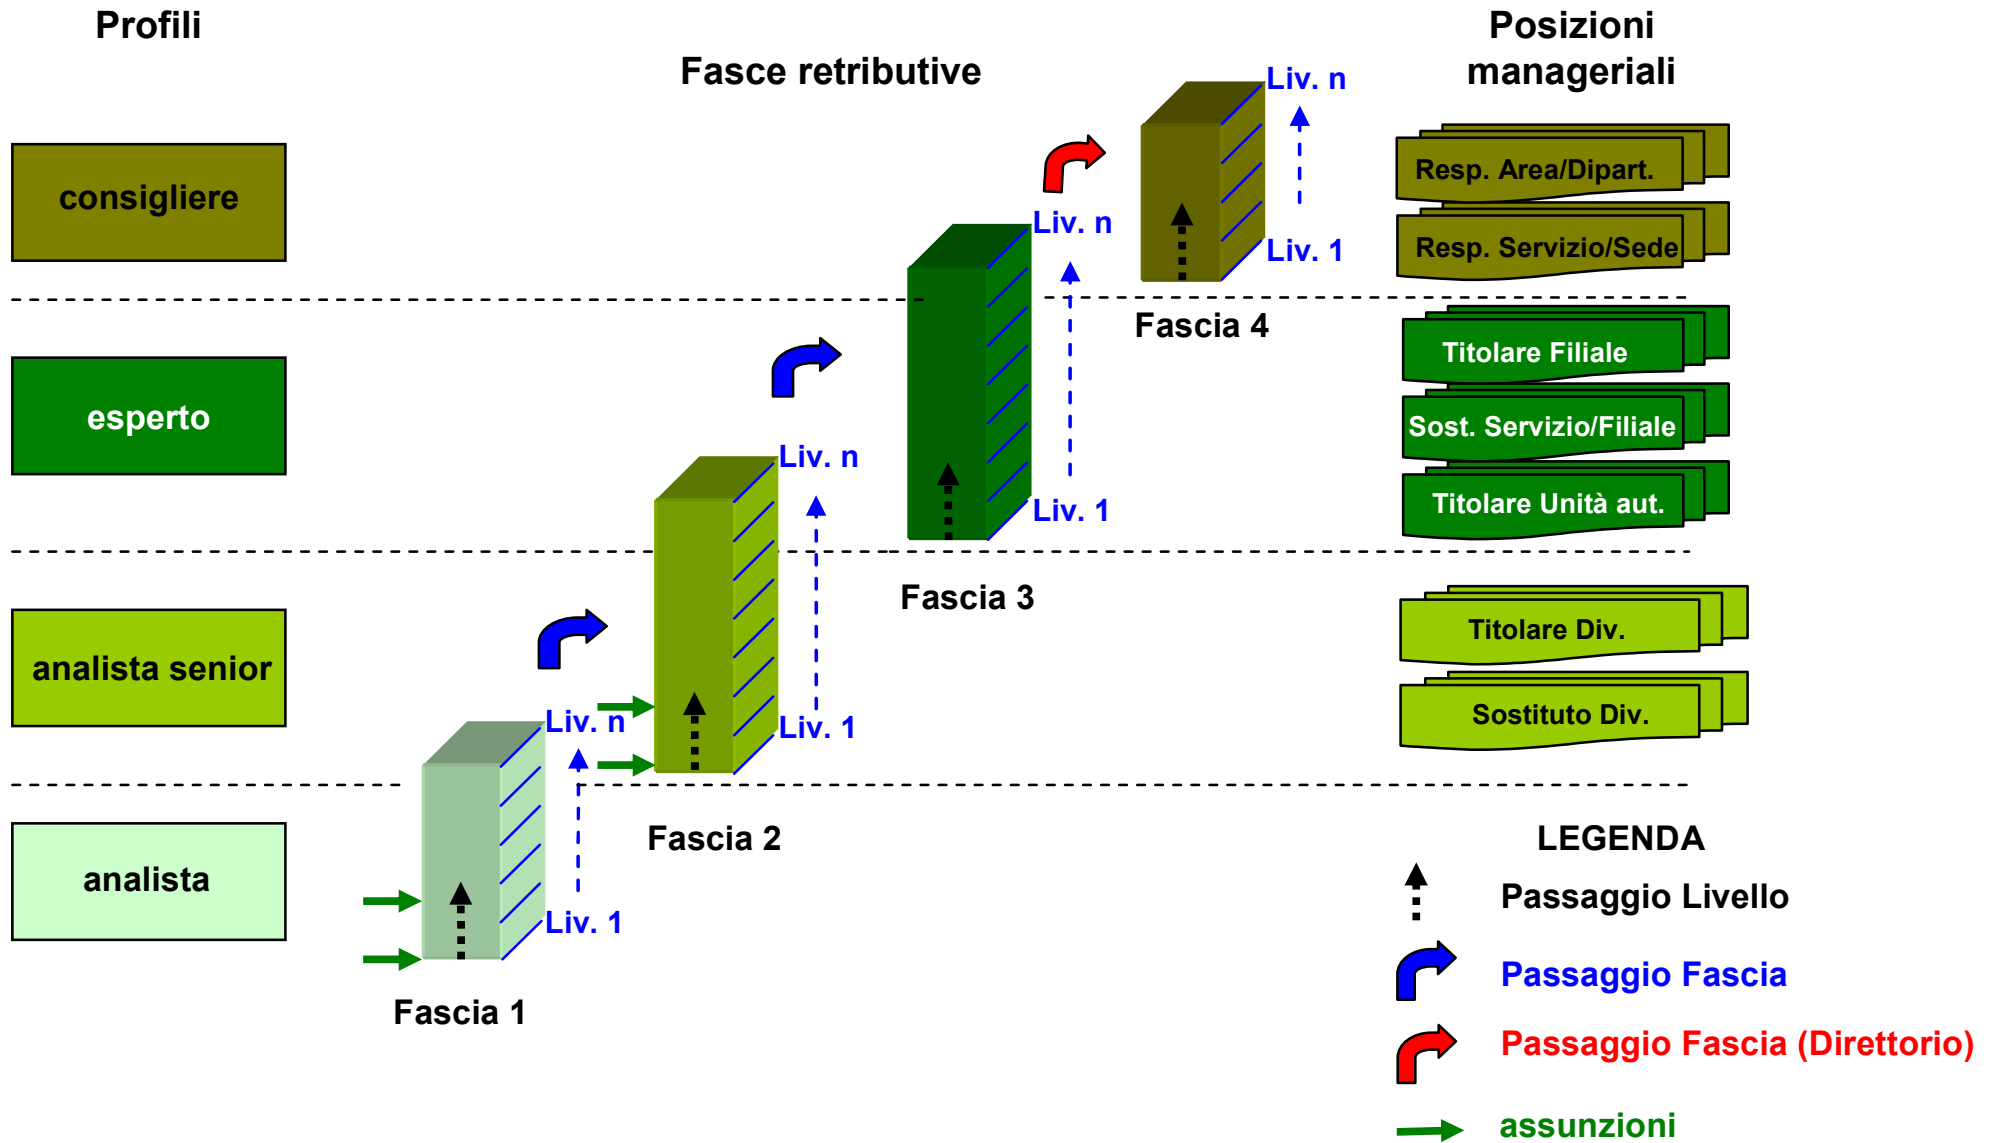 Profili
Fasce retributive
Posizioni
manageriali
consigliere
esperto
analista senior
analista
Liv. n
Liv. 1
Fascia 4
Liv. n
Liv. 1
Fascia 3
Liv. n
Liv. 1
Fascia 2
Liv. n
Liv. 1
Fascia 1
Resp. Area/Dipart.
Resp. Servizio/Sede
Titolare Filiale
Sost. Servizio/Filiale
Titolare Unità aut.
Titolare Div.
Sostituto Div.
LEGENDA
Passaggio Livello
Passaggio Fascia
Passaggio Fascia (Direttorio)
assunzioni